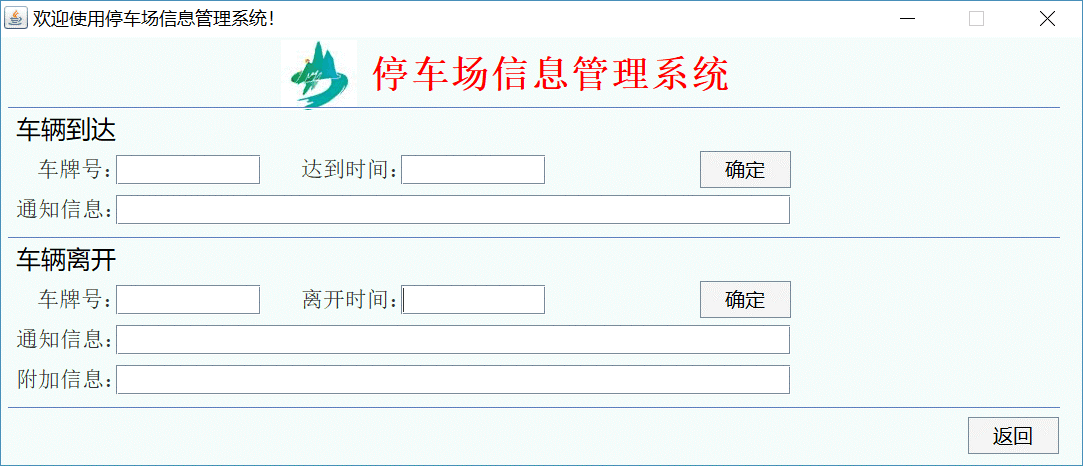 欢迎使用停车场信息管理系统！
停车场信息管理系统
车辆到达
车牌号： 达到时间： 确定
通知信息：
车辆离开
车牌号： 离开时间： 确定
通知信息：
附加信息：
返回